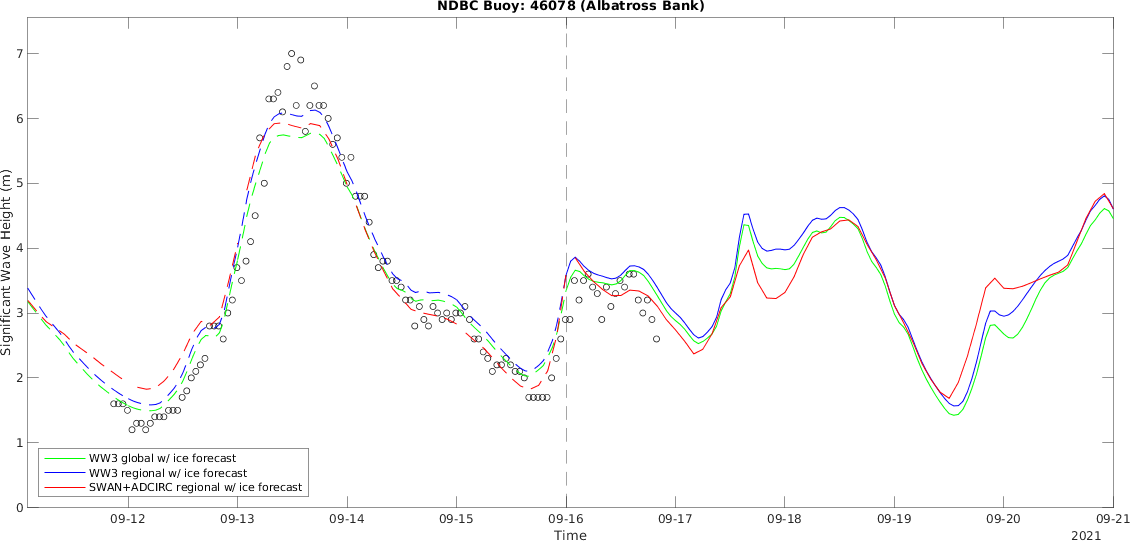 NDBC Buoy: 46078 (Albatross Bank)
7
6
5
4
3
2
1
0
Significant Wave Height (m)
WW3 global w/ ice forecast
WW3 regional w/ ice forecast
SWAN+ADCIRC regional w/ ice forecast
09-12 09-13 09-14 09-15 09-16 09-17 09-18 09-19 09-20 09-21
Time
2021